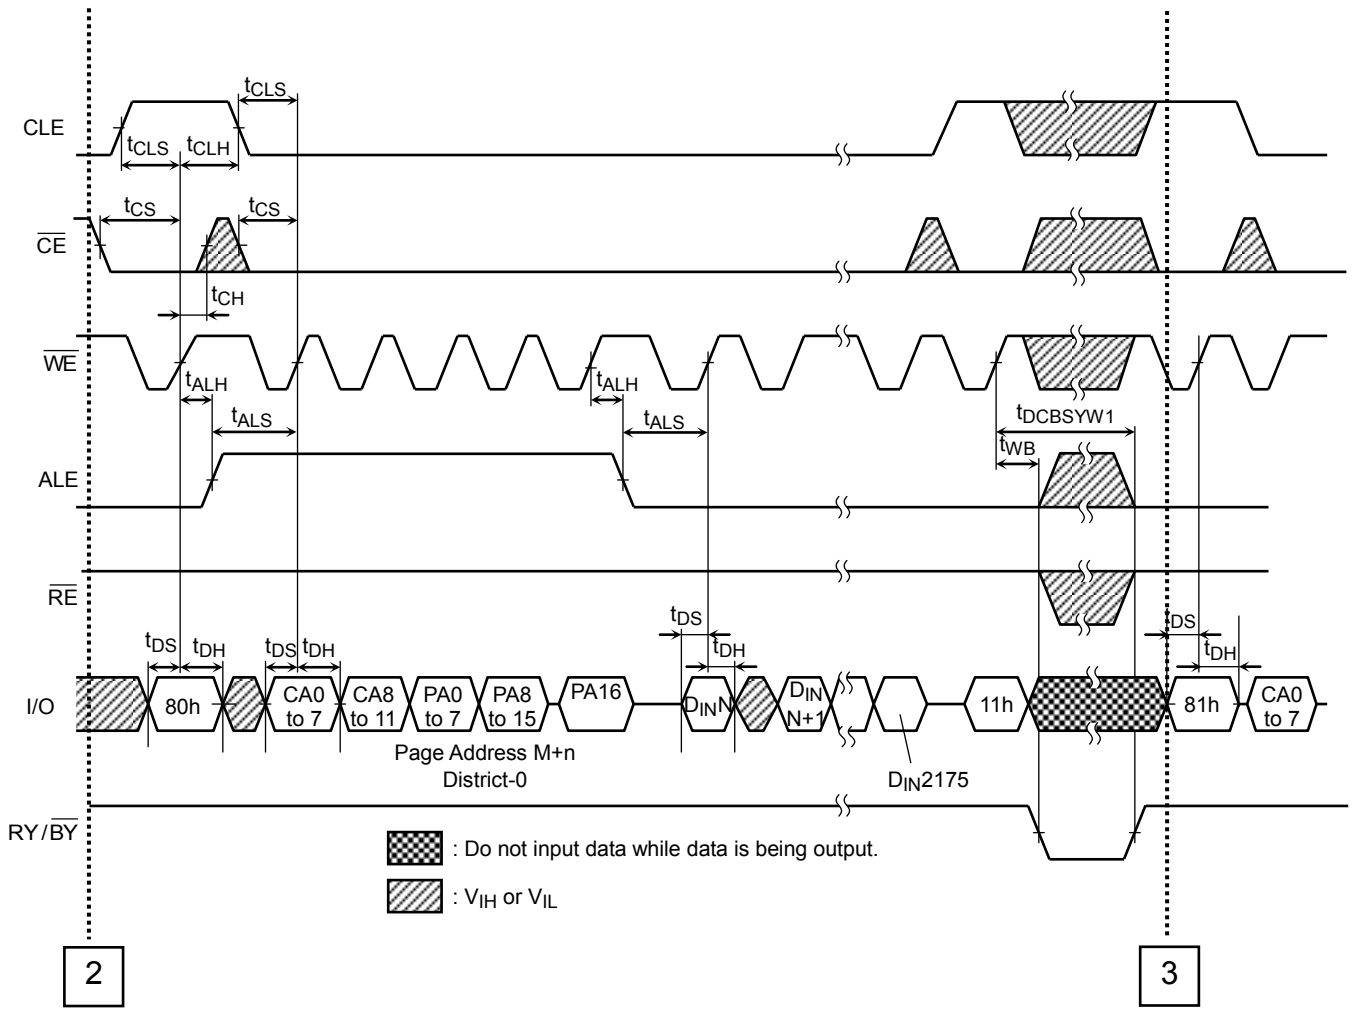 tCLS
CLE
tCLS
tCLH
tCS
tCS
CE
tCH
WE
tALH
tALH
tALS
tALS
tDCBSYW1
tWB
ALE
RE
tDS
tDH
tDS
tDH
tDS
tDH
DS
tDH
I/O
80h
CA0
to 7
CA8
to 11
PA0
to 7
PA8
to 15
PA16
DINN
DIN
N+1
11h
81h
CA0
to 7
Page Address M+n
District-0
DIN2175
RY/BY
: Do not input data while data is being output.
: VIH or VIL
2
3